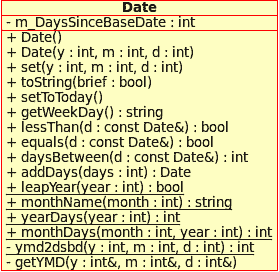 Date
- m_DaysSinceBaseDate : int
+ Date()
+ Date(y : int, m : int, d : int)
+ set(y : int, m : int, d : int)
+ toString(brief : bool)
+ setToToday()
+ getWeekDay() : string
+ lessThan(d : const Date&) : bool
+ equals(d : const Date&) : bool
+ daysBetween(d : const Date&) : int
+ addDays(days : int) : Date
+ leapYear(year : int) : bool
+ monthName(month : int) : string
+ yearDays(year : int) : int
+ monthDays(month : int, year : int) : int
- ymd2dsbd(y : int, m : int, d : int) : int
- getYMD(y : int&, m : int&, d : int&)